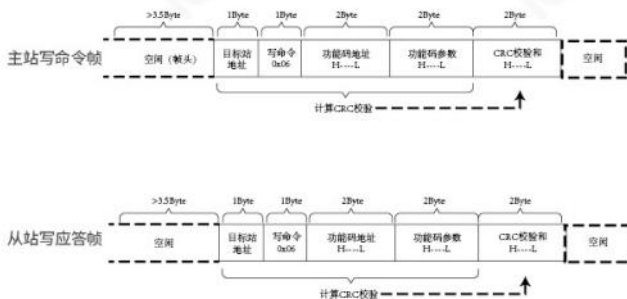 >3.5Byte 1Byte 1Byte 2Byte 2Byte 2Byte
主站写命令帧
空闲（帧头）
目标站
地址
写命令
0x06
功能码地址
H····L
功能码参数
H····L
CRC校验和
H····L
空闲
计算CRC校验
>3.5Byte 1Byte 1Byte 2Byte 2Byte 2Byte
从站写应答帧
空闲
目标站
地址
写命令
0x06
功能码地址
H····L
功能码参数
H····L
CRC校验和
H····L
空闲
计算CRC校验